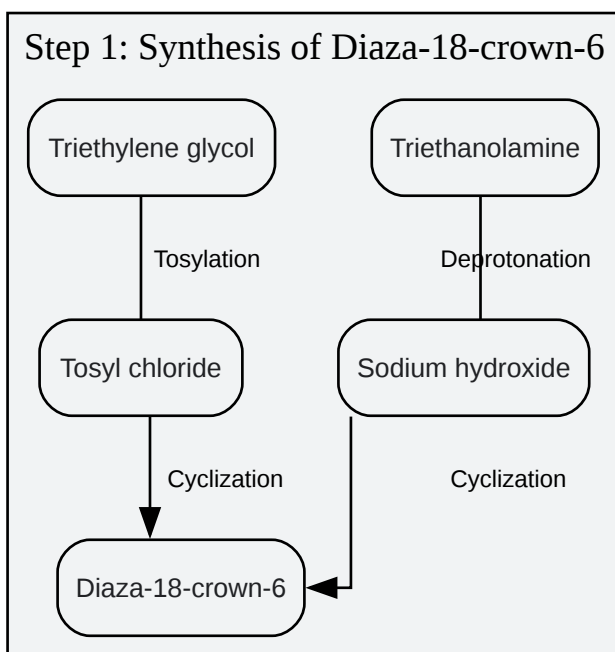 Step 1: Synthesis of Diaza-18-crown-6
Triethylene glycol
Triethanolamine
Tosylation
Deprotonation
Tosyl chloride
Sodium hydroxide
Cyclization
Cyclization
Diaza-18-crown-6